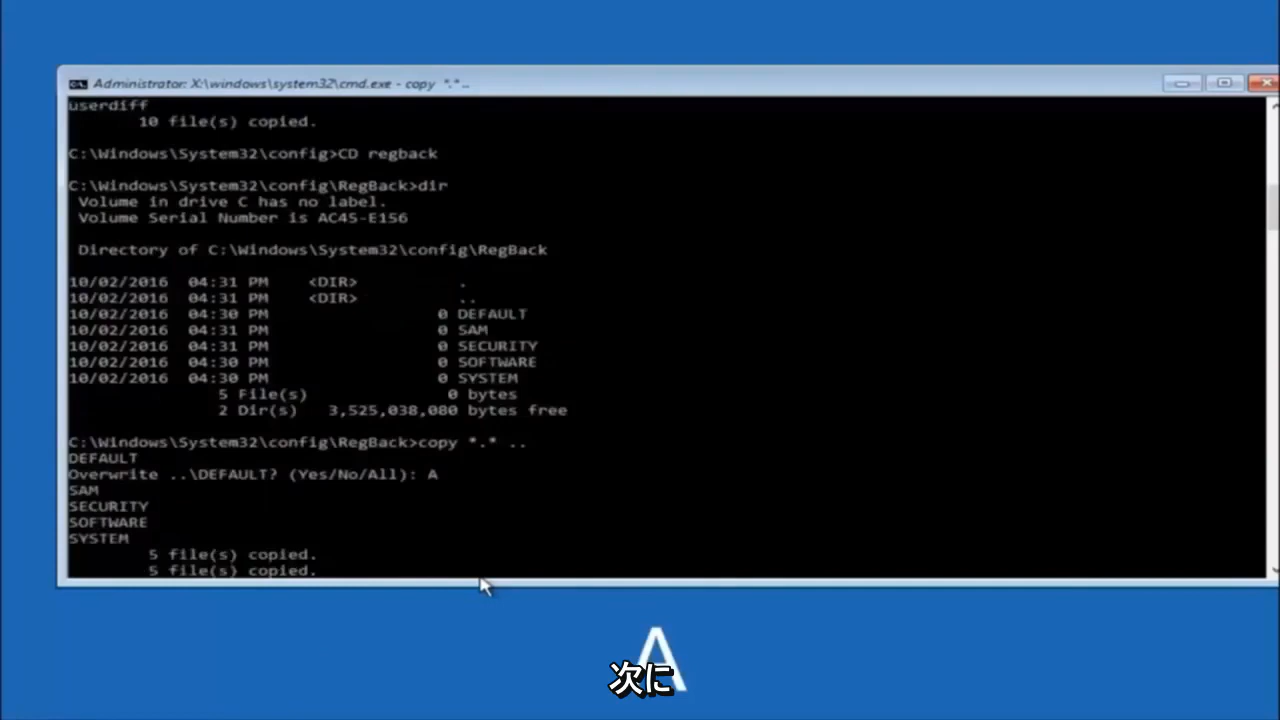 Administrator: X:\windows\system32\cmd.exe - copy *.* ..
userdiff
10 file(s) copied.
C:\Windows\System32\config>CD regback
C:\Windows\System32\config\RegBack>dir
Volume in drive C has no label.
Volume Serial Number is AC45-E156
Directory of C:\Windows\System32\config\RegBack
10/02/2016 04:31 PM <DIR> .
10/02/2016 04:31 PM <DIR> ..
10/02/2016 04:30 PM 0 DEFAULT
10/02/2016 04:31 PM 0 SAM
10/02/2016 04:31 PM 0 SECURITY
10/02/2016 04:30 PM 0 SOFTWARE
10/02/2016 04:30 PM 0 SYSTEM
5 File(s) 0 bytes
2 Dir(s) 3,525,038,080 bytes free
C:\Windows\System32\config\RegBack>copy *.* ..
DEFAULT
Overwrite ..\DEFAULT? (Yes/No/All): A
SAM
SECURITY
SOFTWARE
SYSTEM
5 file(s) copied.
5 file(s) copied.
A
次に